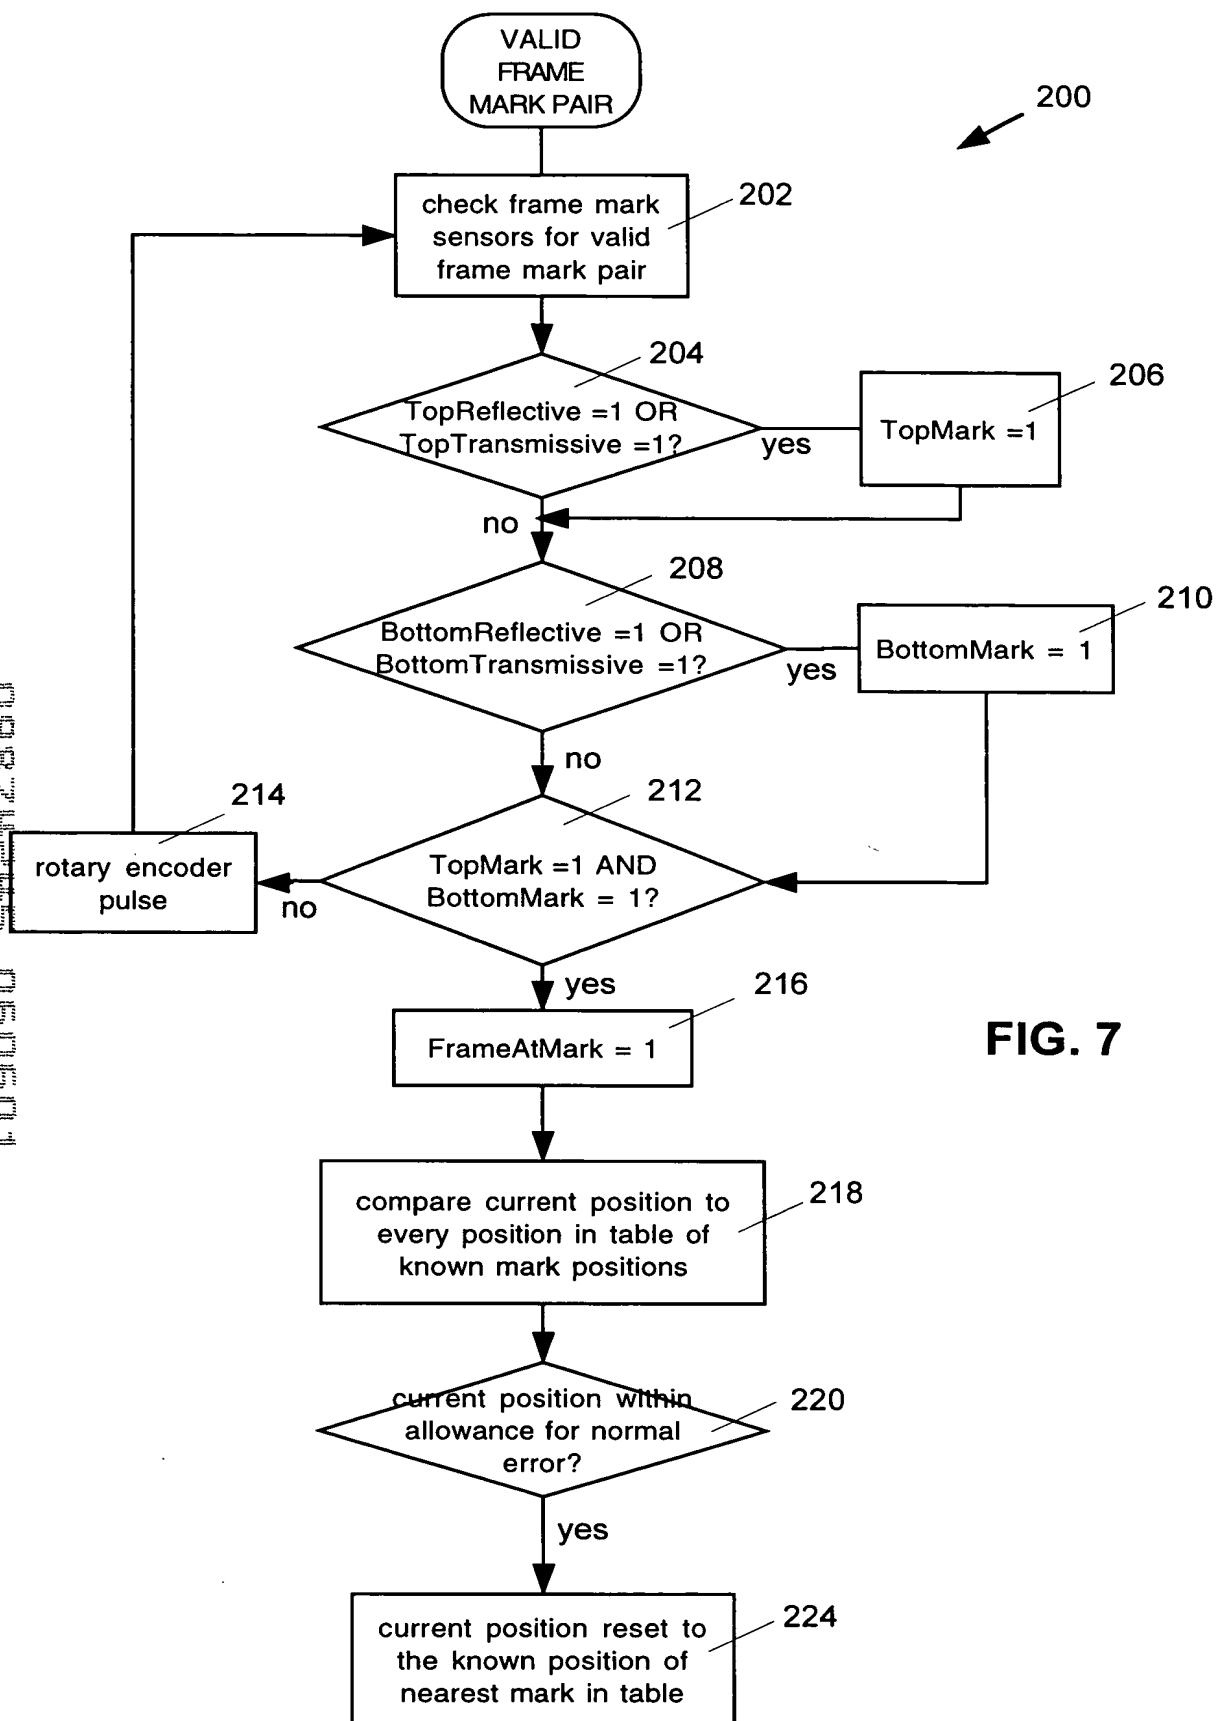 VALID
FRAME
MARK PAIR
200
check frame mark
sensors for valid
frame mark pair
202
204
TopReflective =1 OR
TopTransmissive =1?
yes
206
TopMark =1
no
208
BottomReflective =1 OR
BottomTransmissive =1?
yes
210
BottomMark = 1
no
212
TopMark =1 AND
BottomMark = 1?
214
rotary encoder
pulse
no
yes
216
FrameAtMark = 1
FIG. 7
218
compare current position to
every position in table of
known mark positions
220
current position within
allowance for normal
error?
yes
224
current position reset to
the known position of
nearest mark in table